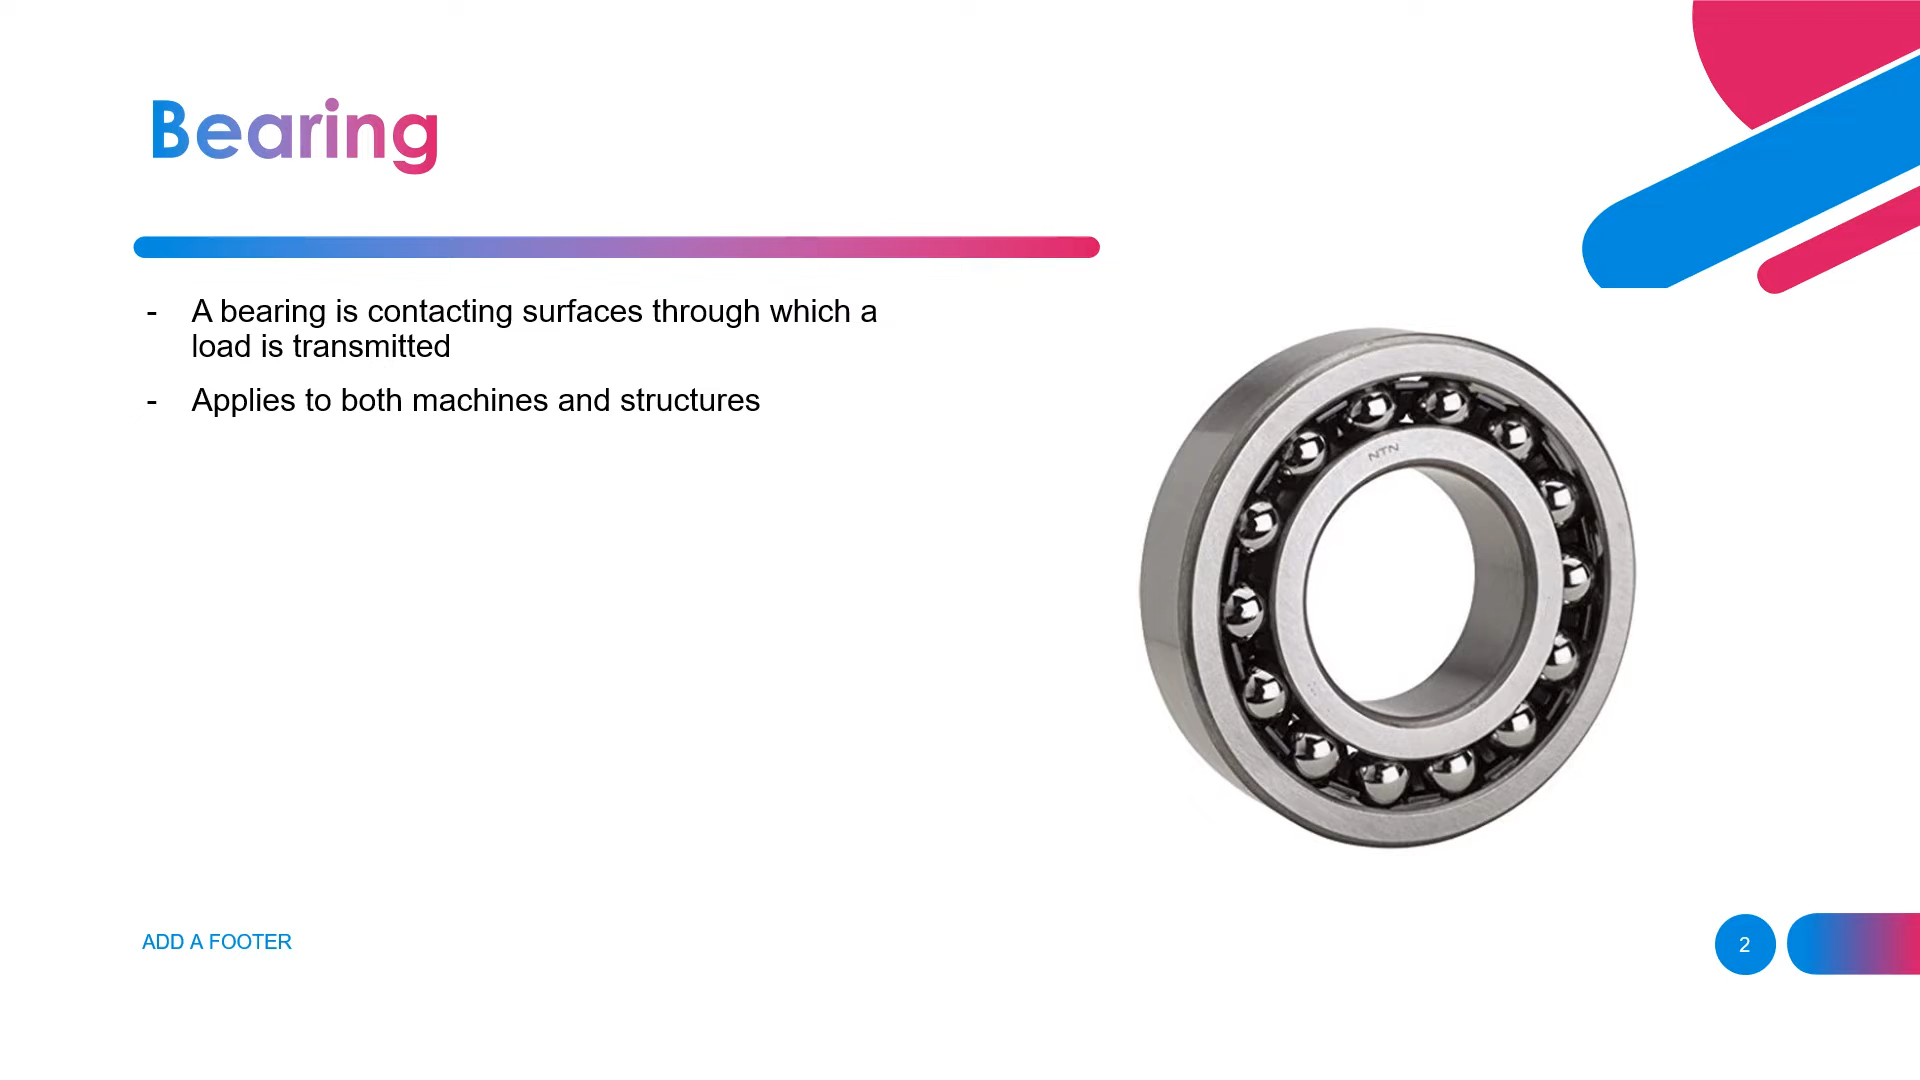 Bearing
- A bearing is contacting surfaces through which a
load is transmitted
- Applies to both machines and structures
NTN
ADD A FOOTER
2